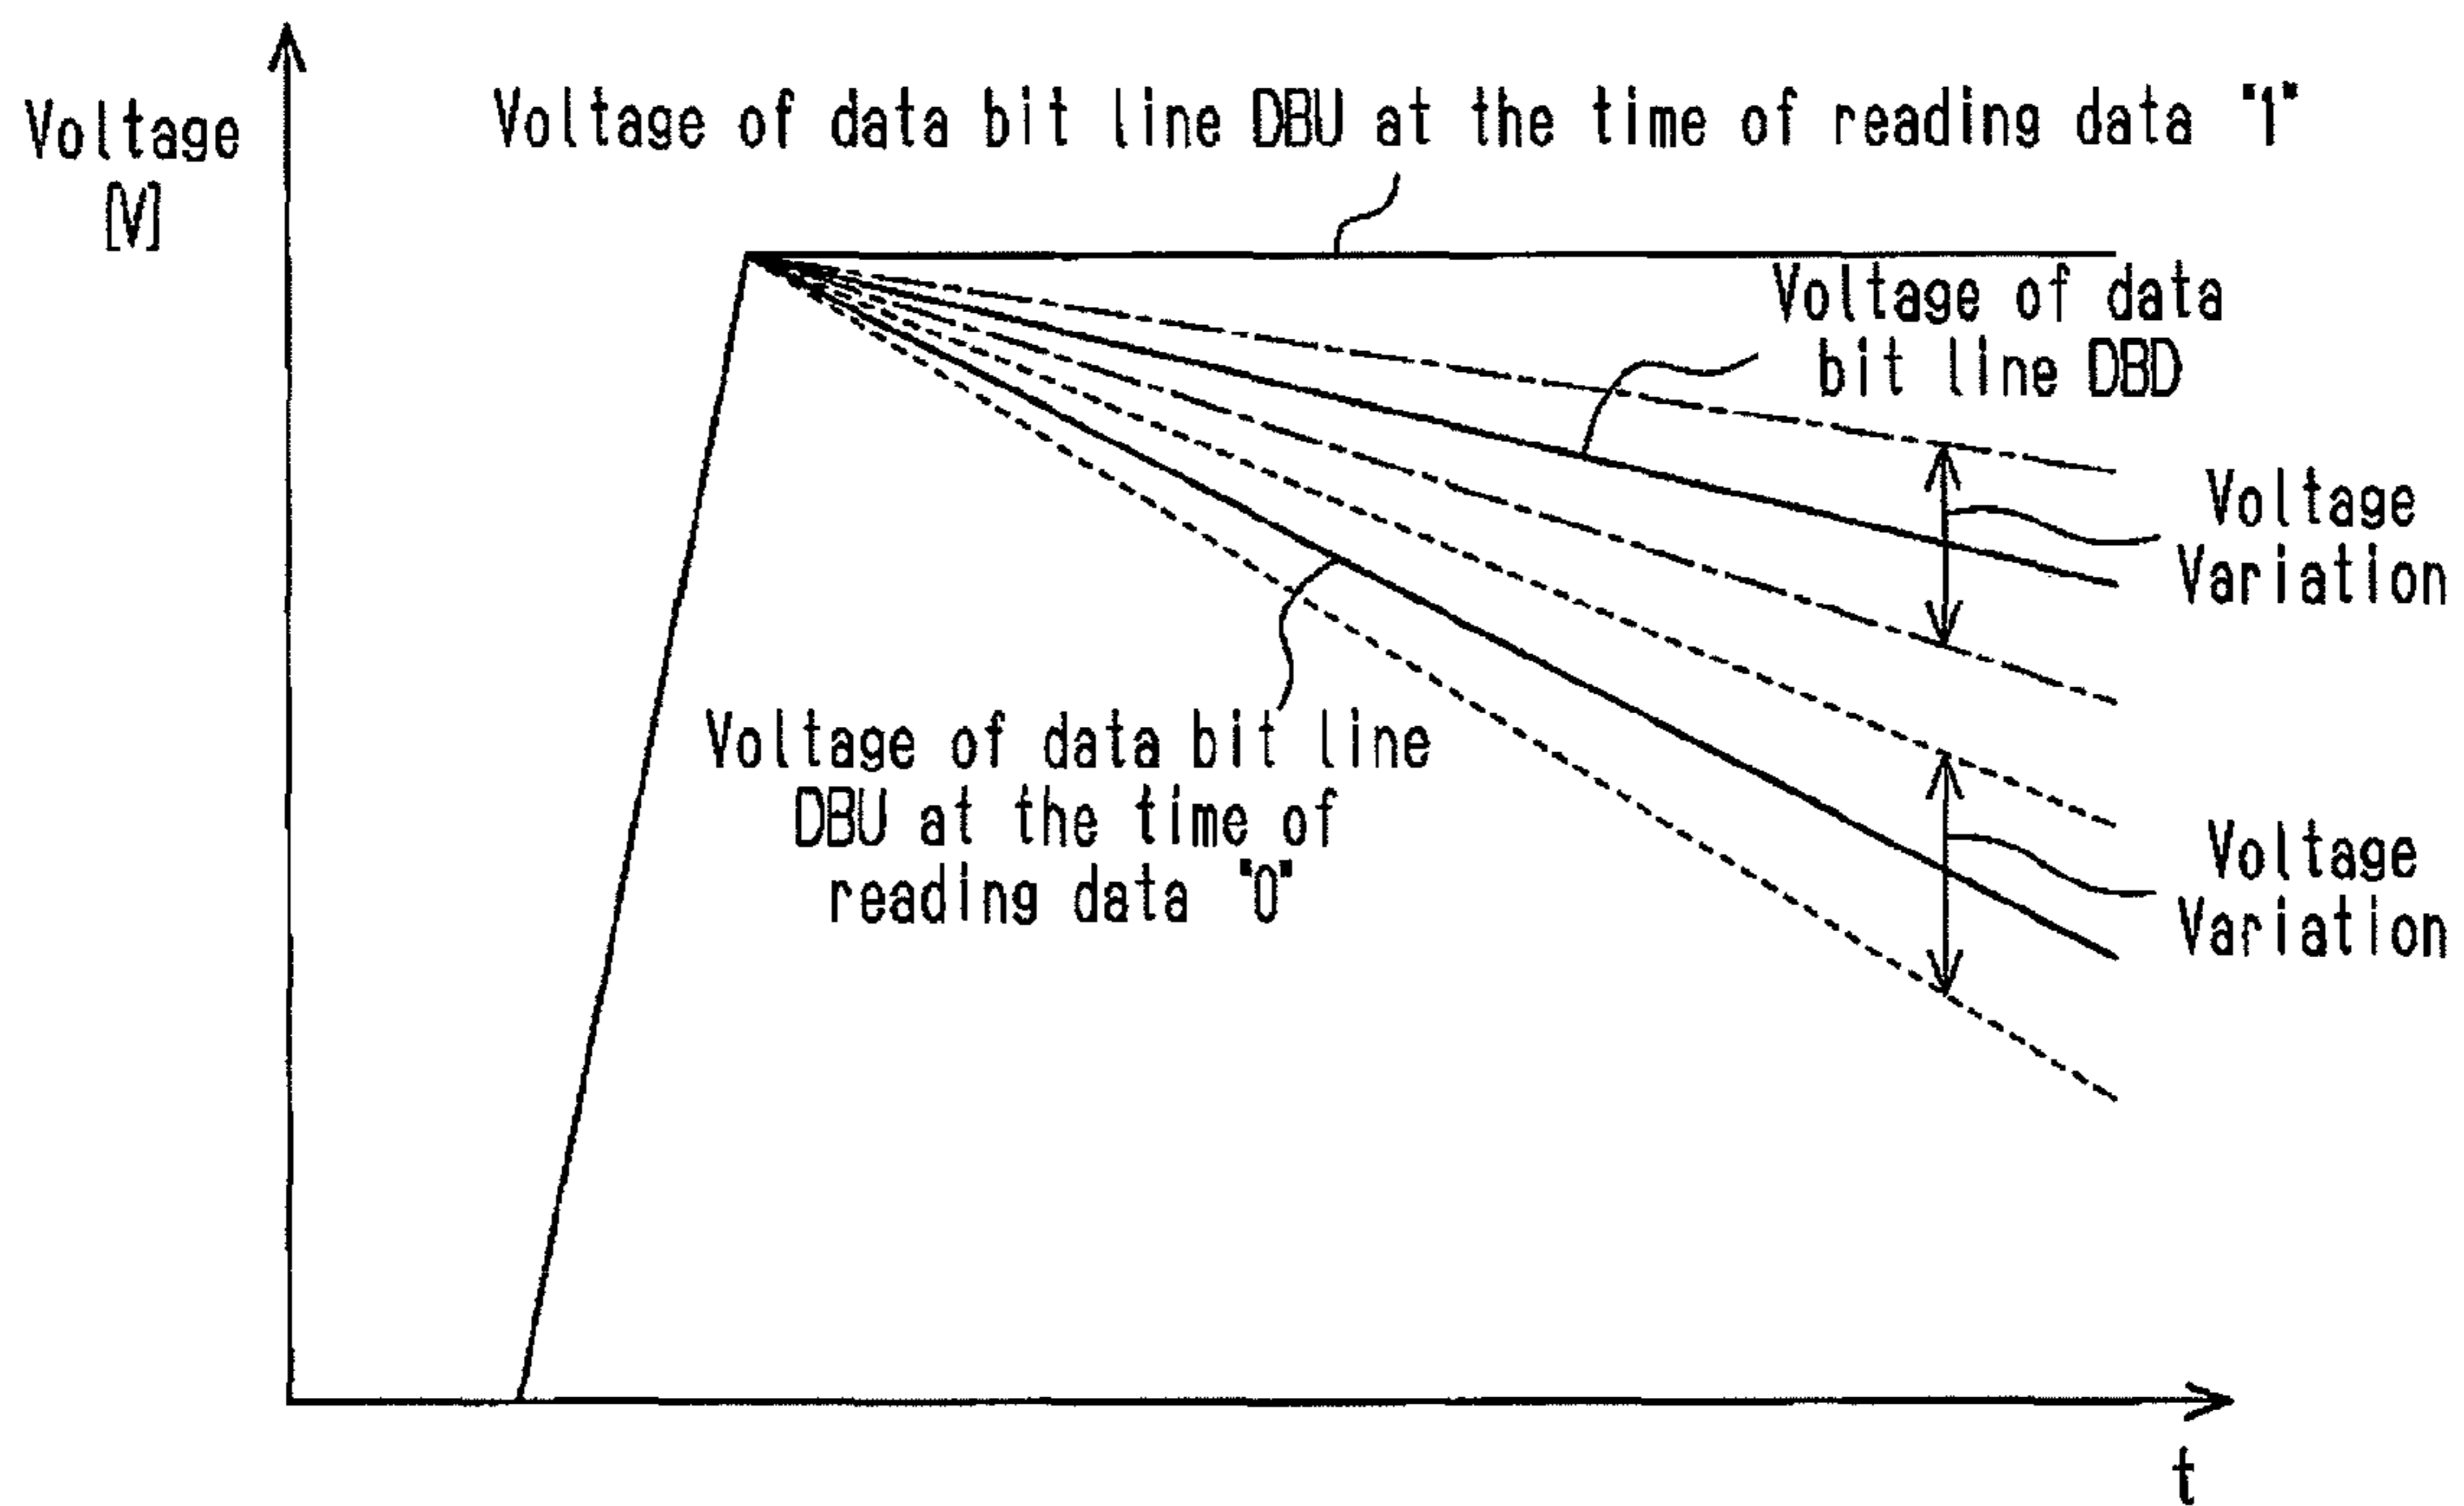 Voltage
[V]
Voltage of data bit line DBU at the time of reading data "1"
Voltage of data
bit line DBD
Voltage
Variation
Voltage of data bit line
DBU at the time of
reading data "0"
Voltage
Variation
t